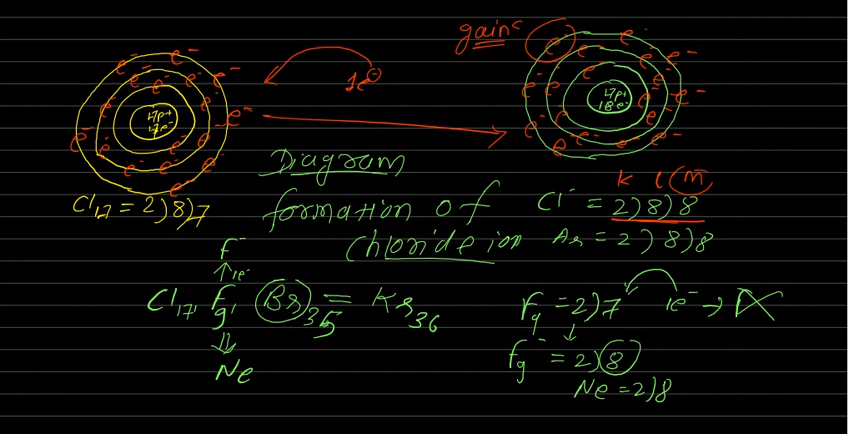 gain e⁻
e⁻ e⁻
e⁻ e⁻ e⁻
1e⁻
17p+
17e⁻
17p+
18e⁻
Diagram
K L M
Cl17 = 2)8)7
formation of
Cl⁻ = 2)8)8
chloride ion
Ar = 2)8)8
F⁻
↑ 1e⁻
Cl17, F9, Br35 = Kr36
F9 = 2)7 1e⁻ →
⇓
↓
Ne
F9⁻ = 2)8
Ne = 2)8